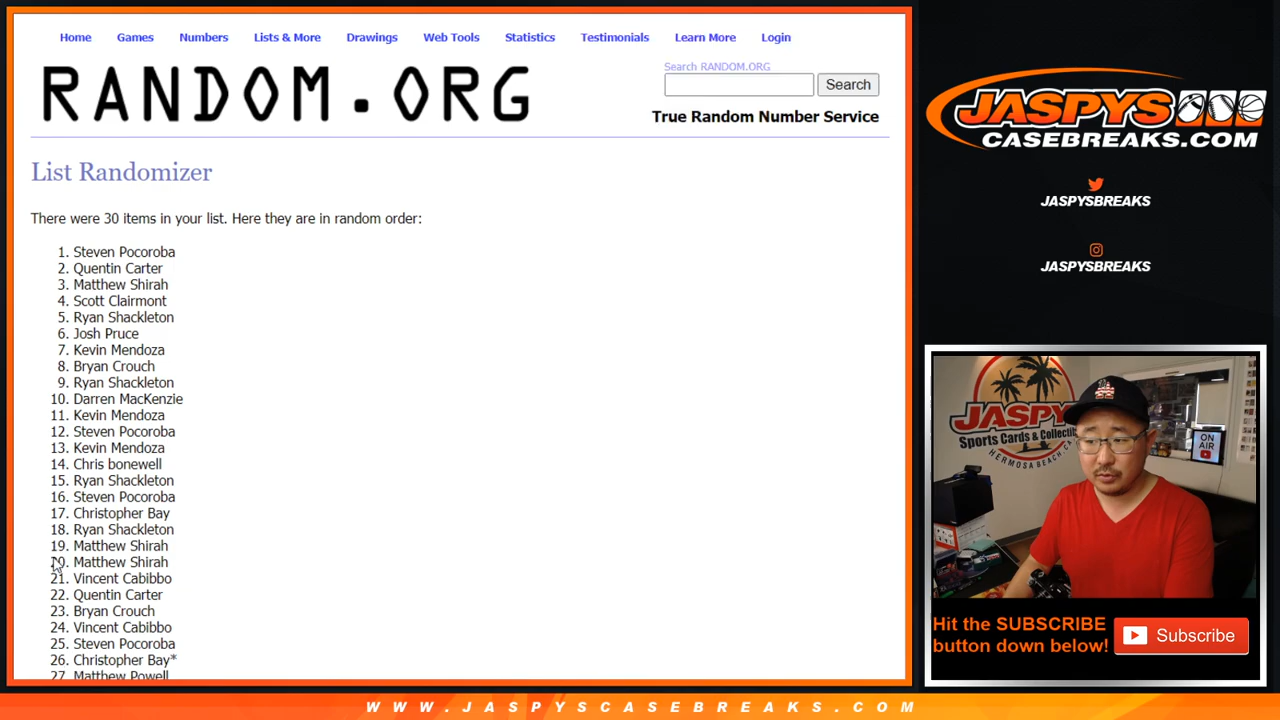 Home Games Numbers Lists & More Drawings Web Tools Statistics Testimonials Learn More Login
RANDOM.ORG
Search RANDOM.ORG
Search
True Random Number Service
List Randomizer
There were 30 items in your list. Here they are in random order:
1. Steven Pocoroba
2. Quentin Carter
3. Matthew Shirah
4. Scott Clairmont
5. Ryan Shackleton
6. Josh Pruce
7. Kevin Mendoza
8. Bryan Crouch
9. Ryan Shackleton
10. Darren MacKenzie
11. Kevin Mendoza
12. Steven Pocoroba
13. Kevin Mendoza
14. Chris bonewell
15. Ryan Shackleton
16. Steven Pocoroba
17. Christopher Bay
18. Ryan Shackleton
19. Matthew Shirah
20. Matthew Shirah
21. Vincent Cabibbo
22. Quentin Carter
23. Bryan Crouch
24. Vincent Cabibbo
25. Steven Pocoroba
26. Christopher Bay*
27. Matthew Powell
JASPYS
CASEBREAKS.COM
JASPYSBREAKS
JASPYSBREAKS
JASPYS
Sports Cards & Collectibles
HERMOSA BEACH, CA
ON
AIR
Hit the SUBSCRIBE
button down below!
Subscribe
WWW.JASPYSCASEBREAKS.COM